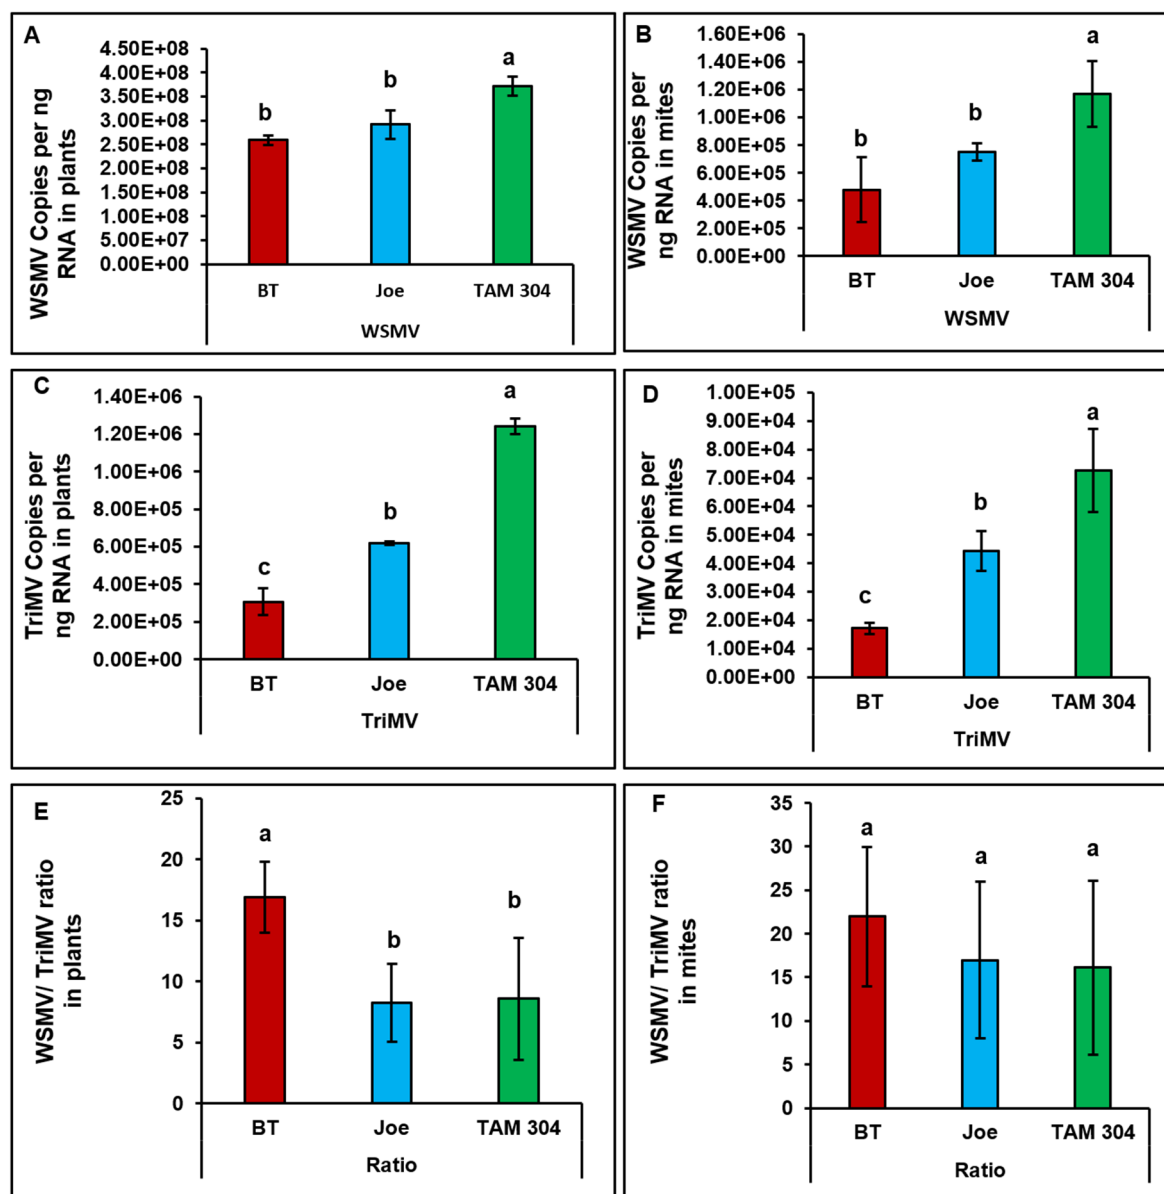 A
WSMV Copies per ng
RNA in plants
4.50E+08
4.00E+08
3.50E+08
3.00E+08
2.50E+08
2.00E+08
1.50E+08
1.00E+08
5.00E+07
0.00E+00
b
b
a
BT Joe TAM 304
WSMV
B
WSMV Copies per
ng RNA in mites
1.60E+06
1.40E+06
1.20E+06
1.00E+06
8.00E+05
6.00E+05
4.00E+05
2.00E+05
0.00E+00
b
b
a
BT Joe TAM 304
WSMV
C
TriMV Copies per
ng RNA in plants
1.40E+06
1.20E+06
1.00E+06
8.00E+05
6.00E+05
4.00E+05
2.00E+05
0.00E+00
c
b
a
BT Joe TAM 304
TriMV
D
TriMV Copies per
ng RNA in mites
1.00E+05
9.00E+04
8.00E+04
7.00E+04
6.00E+04
5.00E+04
4.00E+04
3.00E+04
2.00E+04
1.00E+04
0.00E+00
c
b
a
BT Joe TAM 304
TriMV
E
WSMV/ TriMV ratio
in plants
25
20
15
10
5
0
a
b
b
BT Joe TAM 304
Ratio
F
WSMV/ TriMV ratio
in mites
35
30
25
20
15
10
5
0
a
a
a
BT Joe TAM 304
Ratio